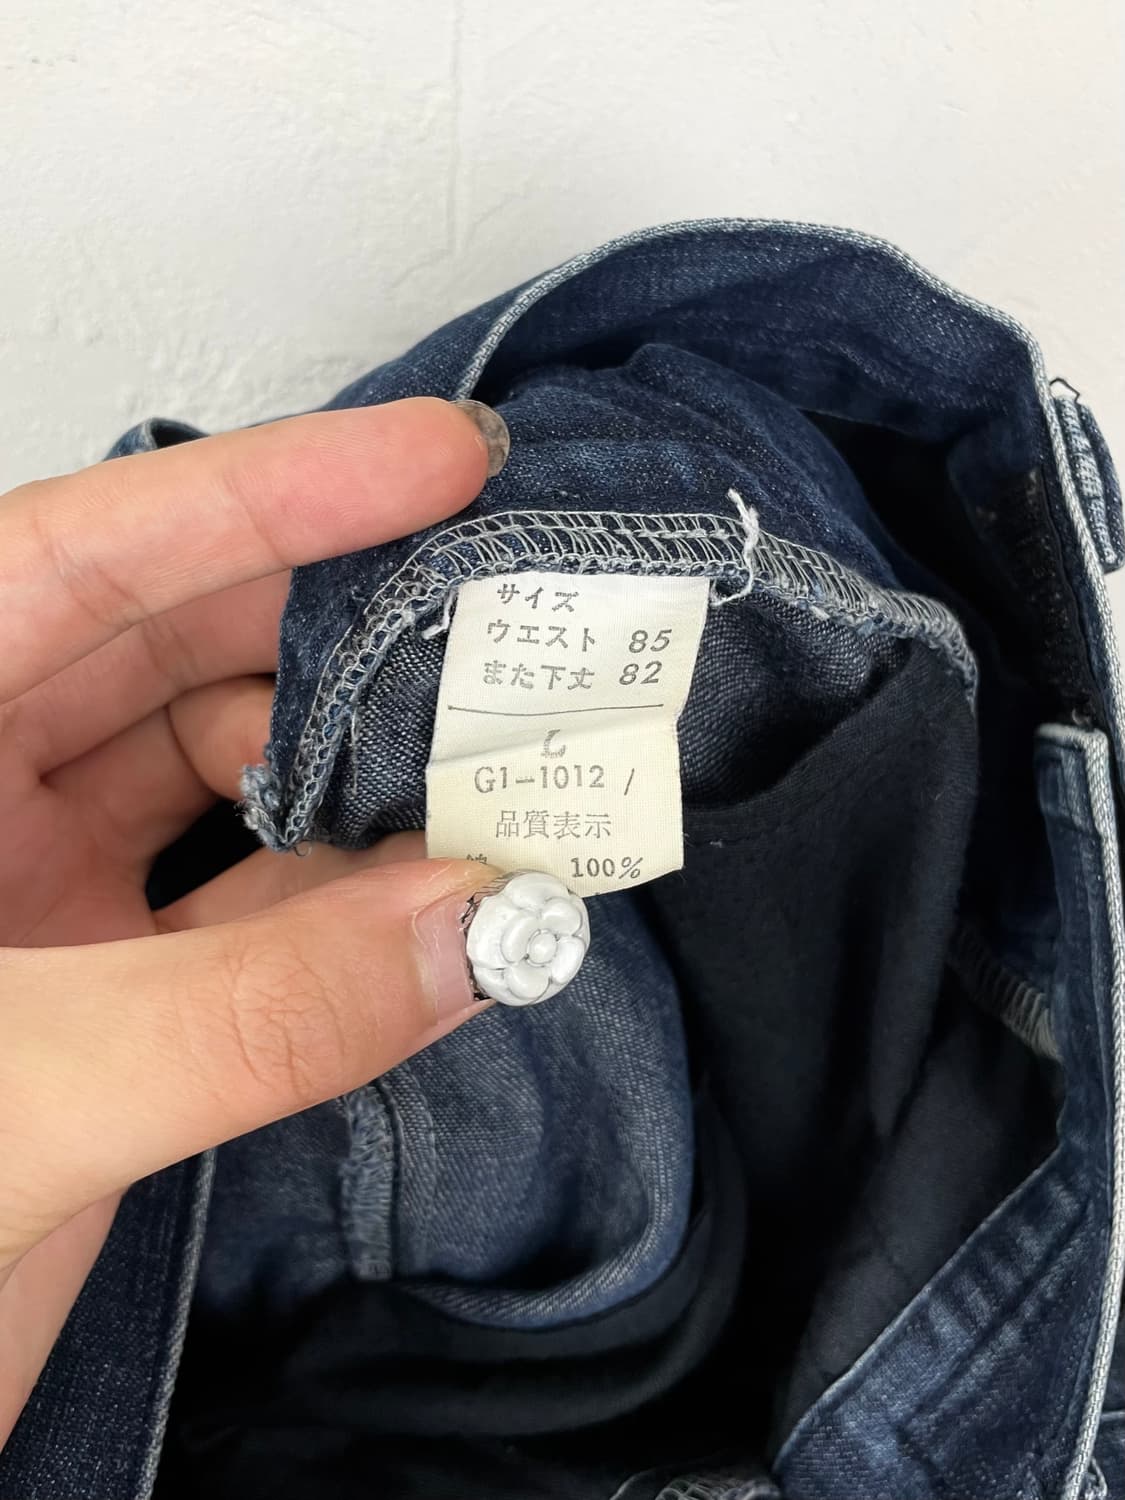 サイズ
ウエスト 85
また下丈 82
L
G1-1012 /
品質表示
100%